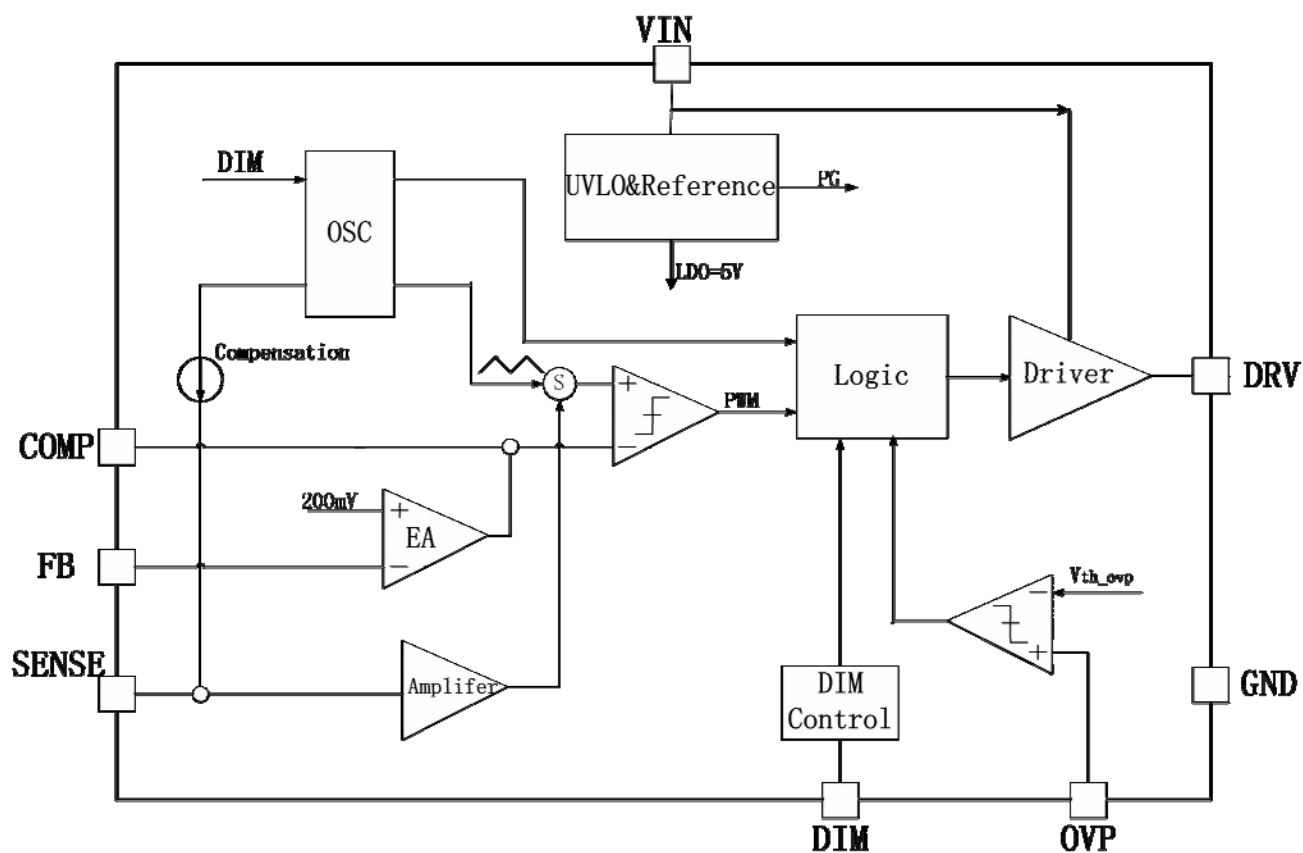 VIN
DIM
OSC
UVLO&Reference
PG
LDO=5V
Compensation
S
+
−
PWM
Logic
Driver
DRV
COMP
200mV
+
EA
−
FB
Vth_ovp
−
+
SENSE
Amplifer
DIM
Control
GND
DIM
OVP